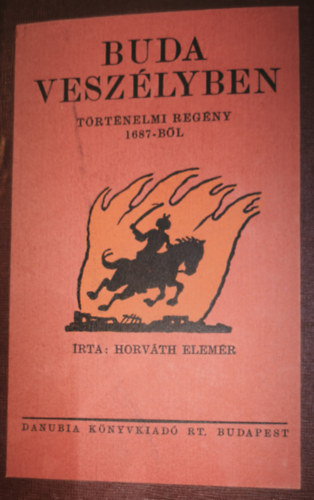 BUDA
VESZÉLYBEN
TÖRTÉNELMI REGÉNY
1687-BŐL
ÍRTA: HORVÁTH ELEMÉR
DANUBIA KÖNYVKIADÓ RT. BUDAPEST